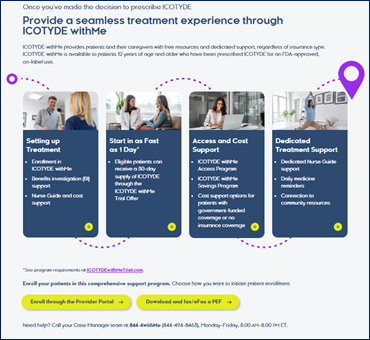 Once you've made the decision to prescribe ICOTYDE
Provide a seamless treatment experience through
ICOTYDE withMe
ICOTYDE withMe provides patients and their caregivers with free resources and dedicated support, regardless of insurance type.
ICOTYDE withMe is available to patients 12 years of age and older who have been prescribed ICOTYDE for an FDA-approved,
on-label use.
Setting up
Treatment
• Enrollment in
ICOTYDE withMe
• Benefits investigation (BI)
support
• Nurse Guide and cost
support
Start in as Fast
as 1 Day*
• Eligible patients can
receive a 30-day
supply of ICOTYDE
through the
ICOTYDE withMe
Trial Offer
Access and Cost
Support
• ICOTYDE withMe
Access Program
• ICOTYDE withMe
Savings Program
• Cost support options for
patients with
government-funded
coverage or no
insurance coverage
Dedicated
Treatment Support
• Dedicated Nurse Guide
support
• Daily medicine
reminders
• Connection to
community resources
*See program requirements at ICOTYDEwithMeTrial.com.
Enroll your patients in this comprehensive support program. Choose how you want to initiate patient enrollment.
Enroll through the Provider Portal →
Download and fax/eFax a PEF →
Need help? Call your Case Manager team at 844-4withMe (844-494-8463), Monday-Friday, 8:00 AM-8:00 PM ET.